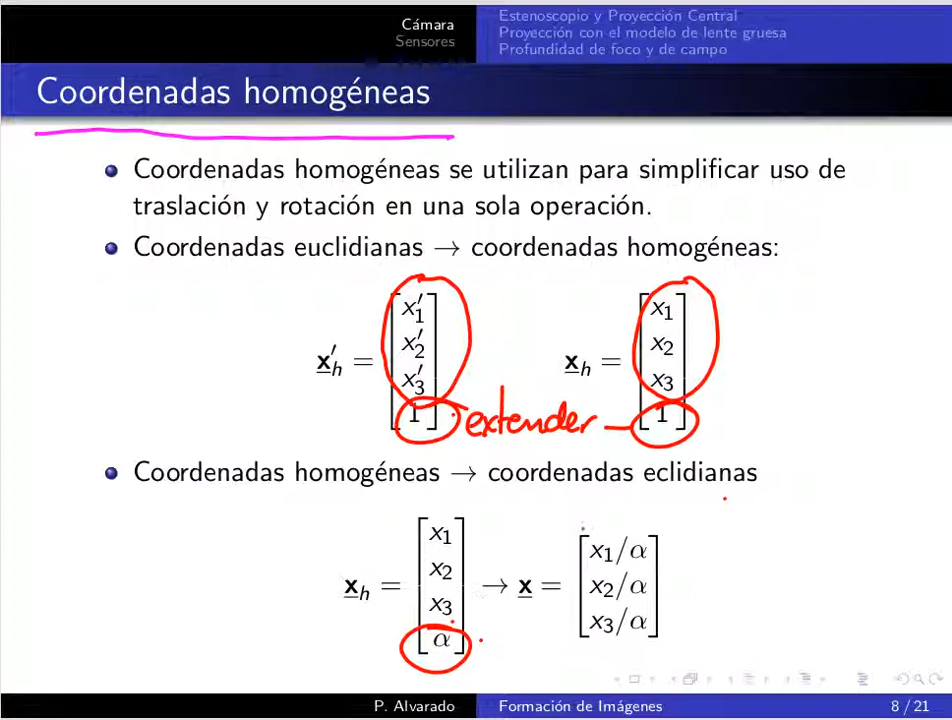 Cámara
Sensores
Estenoscopio y Proyección Central
Proyección con el modelo de lente gruesa
Profundidad de foco y de campo
Coordenadas homogéneas
Coordenadas homogéneas se utilizan para simplificar uso de
traslación y rotación en una sola operación.
Coordenadas euclidianas → coordenadas homogéneas:
x′h = [x′1 x′2 x′3 1]
xh = [x1 x2 x3 1]
extender
Coordenadas homogéneas → coordenadas eclidianas
xh = [x1 x2 x3 α] → x = [x1/α x2/α x3/α]
P. Alvarado
Formación de Imágenes
8 / 21